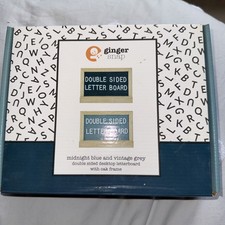 ginger
snap
DOUBLE SIDED
LETTER BOARD
DOUBLE SIDED
LETTER BOARD
midnight blue and vintage grey
double sided desktop letterboard
with oak frame